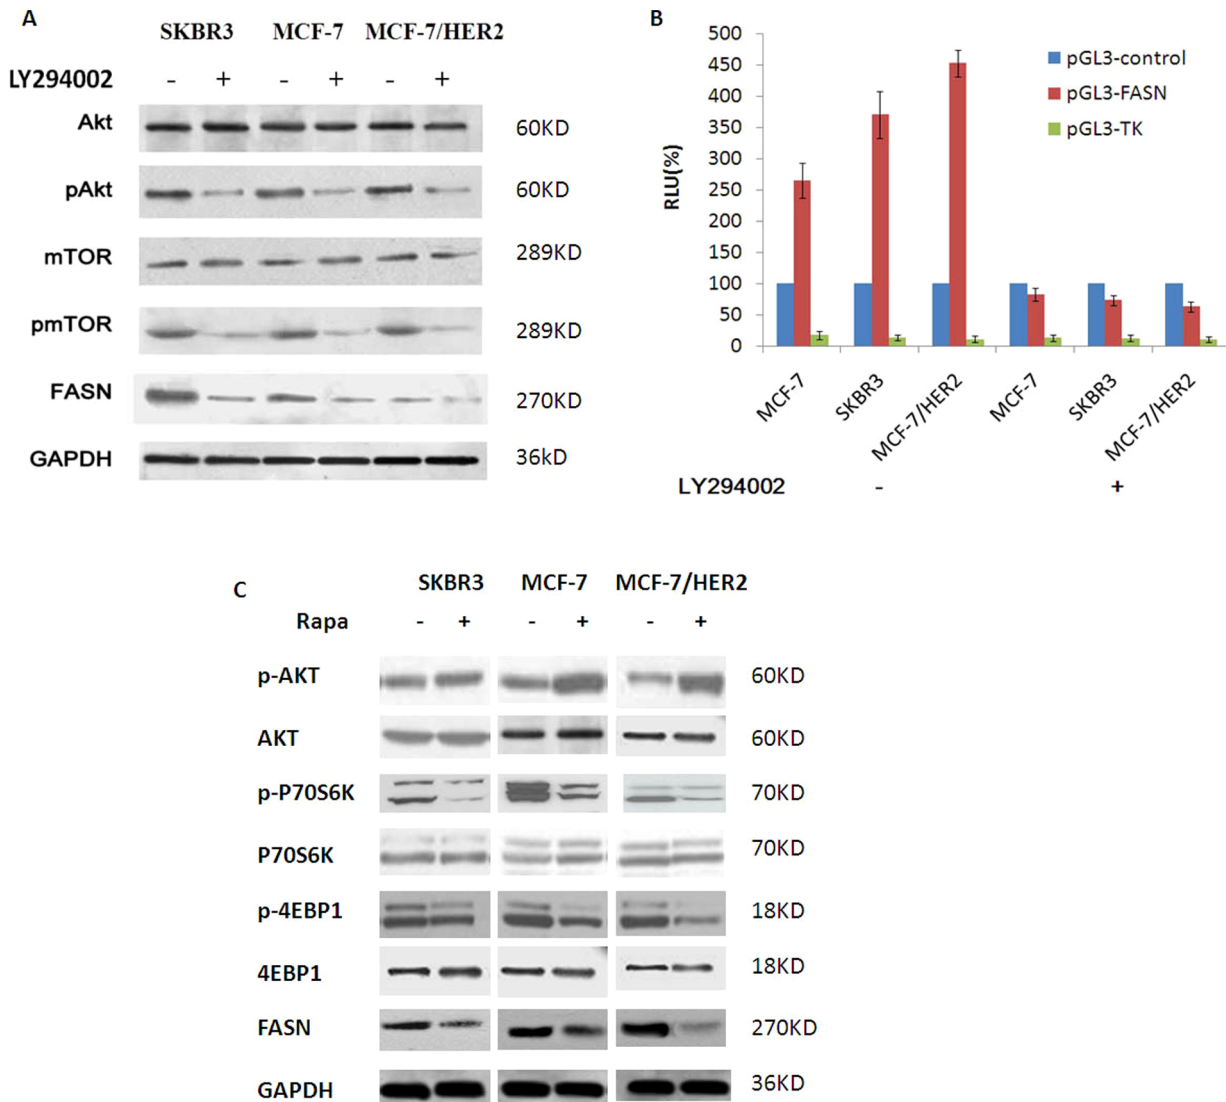 A
SKBR3 MCF-7 MCF-7/HER2
LY294002 - + - + - +
Akt 60KD
pAkt 60KD
mTOR 289KD
pmTOR 289KD
FASN 270KD
GAPDH 36kD
B
RLU(%)
500
450
400
350
300
250
200
150
100
50
0
pGL3-control
pGL3-FASN
pGL3-TK
MCF-7 SKBR3 MCF-7/HER2 MCF-7 SKBR3 MCF-7/HER2
LY294002 - +
C
SKBR3 MCF-7 MCF-7/HER2
Rapa - + - + - +
p-AKT 60KD
AKT 60KD
p-P70S6K 70KD
P70S6K 70KD
p-4EBP1 18KD
4EBP1 18KD
FASN 270KD
GAPDH 36KD